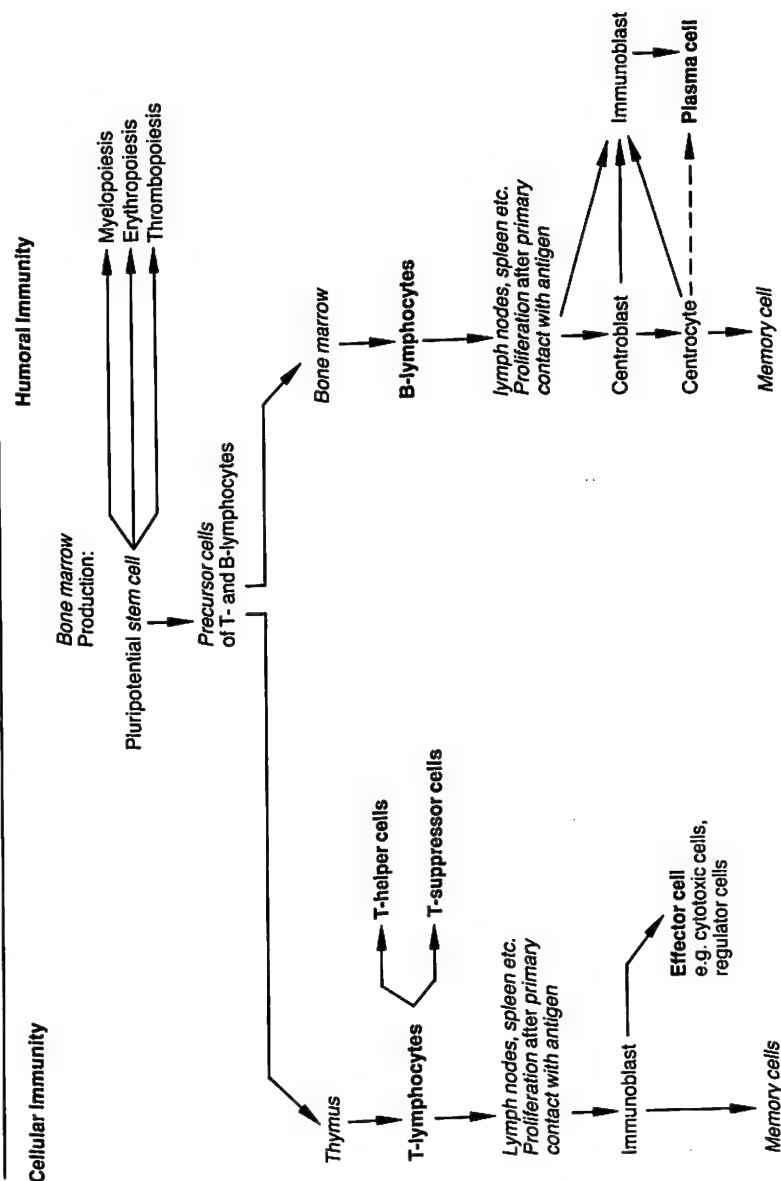 Cellular Immunity
Humoral Immunity
Bone marrow
Production:
Pluripotential stem cell
Myelopoiesis
Erythropoiesis
Thrombopoiesis
Precursor cells
of T- and B-lymphocytes
Thymus
T-lymphocytes
T-helper cells
T-suppressor cells
Lymph nodes, spleen etc.
Proliferation after primary
contact with antigen
Immunoblast
Effector cell
e.g. cytotoxic cells,
regulator cells
Memory cells
Bone marrow
B-lymphocytes
lymph nodes, spleen etc.
Proliferation after primary
contact with antigen
Centroblast
Immunoblast
Centrocyte
Plasma cell
Memory cell